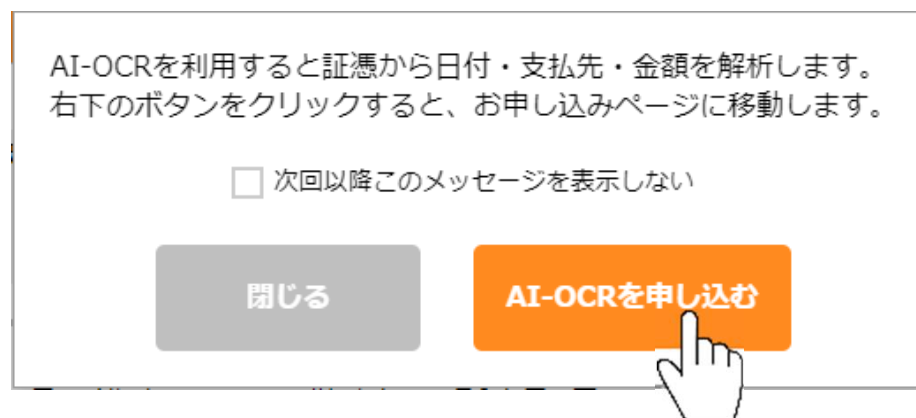 AI-OCRを利用すると証憑から日付・支払先・金額を解析します。
右下のボタンをクリックすると、お申し込みページに移動します。
次回以降このメッセージを表示しない
閉じる
AI-OCRを申し込む